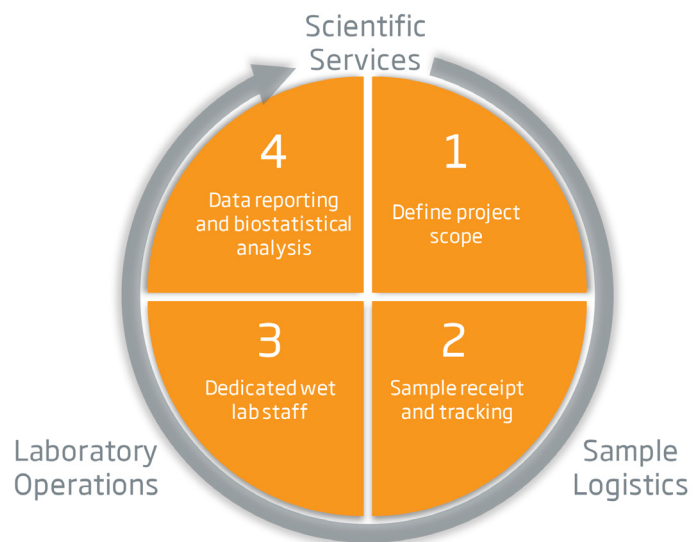 Scientific
Services
4
Data reporting
and biostatistical
analysis
1
Define project
scope
3
Dedicated wet
lab staff
2
Sample receipt
and tracking
Laboratory
Operations
Sample
Logistics